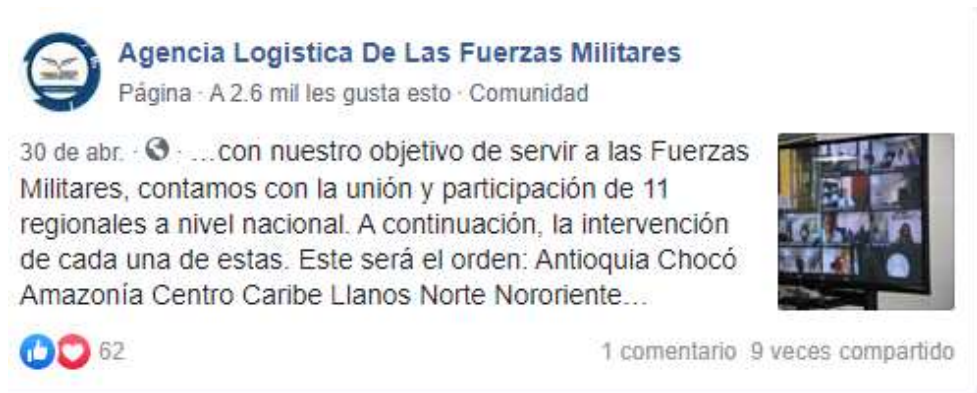 Agencia Logistica De Las Fuerzas Militares
Página · A 2.6 mil les gusta esto · Comunidad
30 de abr. · · …con nuestro objetivo de servir a las Fuerzas
Militares, contamos con la unión y participación de 11
regionales a nivel nacional. A continuación, la intervención
de cada una de estas. Este será el orden: Antioquia Chocó
Amazonía Centro Caribe Llanos Norte Nororiente…
62
1 comentario 9 veces compartido